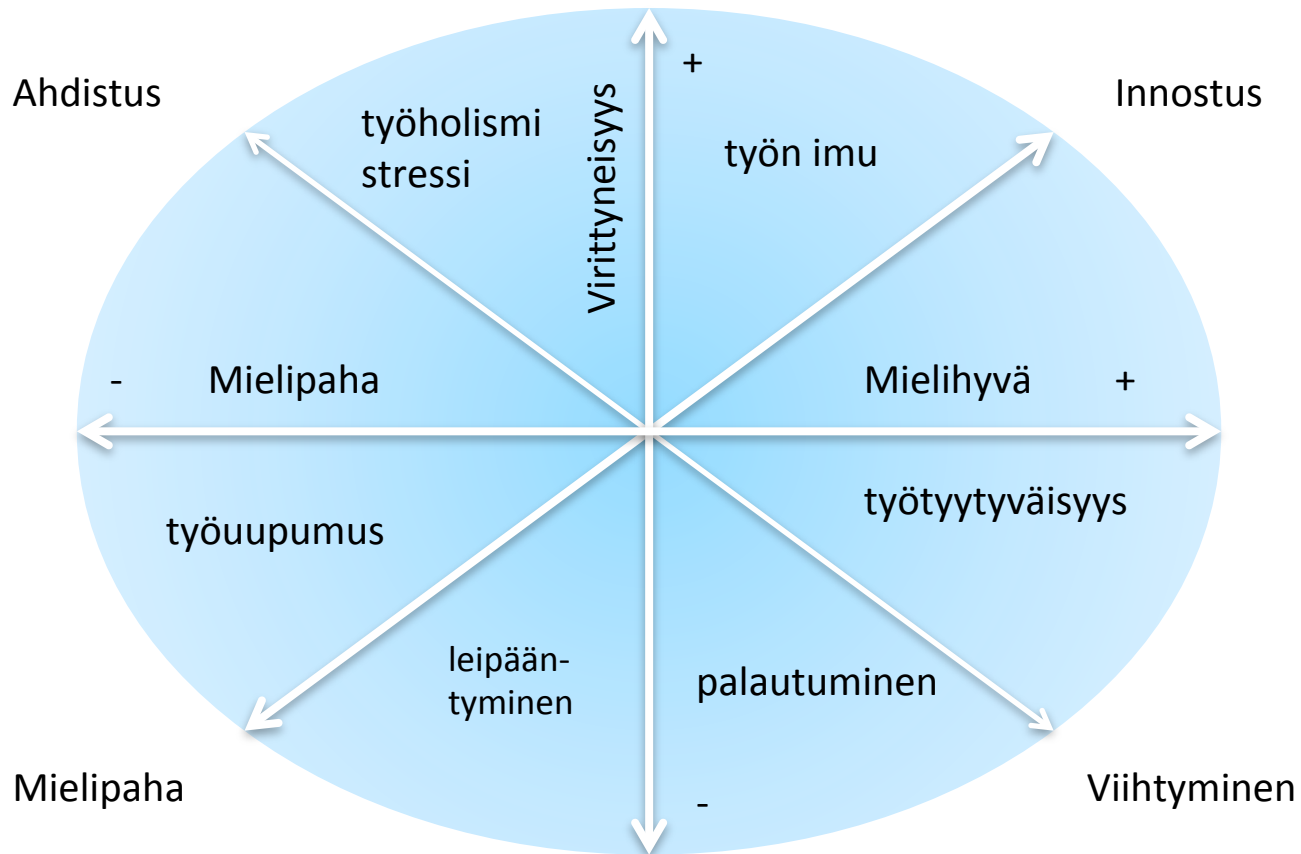 +
Ahdistus
Innostus
työholismi
stressi
Virittyneisyys
työn imu
-
Mielipaha
Mielihyvä
+
työtyytyväisyys
työuupumus
leipään-
tyminen
palautuminen
Mielipaha
Viihtyminen
-